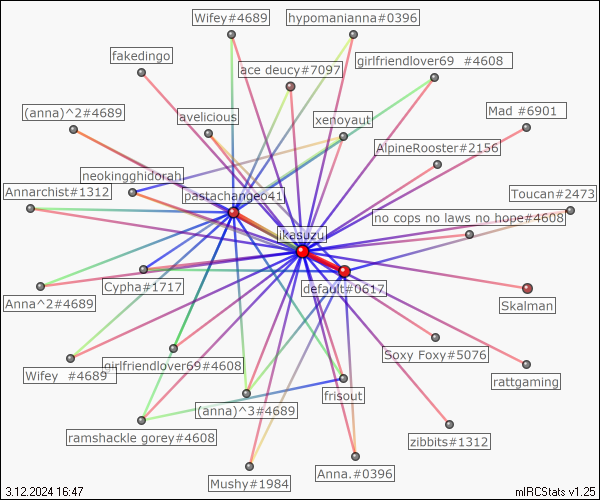 Wifey#4689
hypomanianna#0396
fakedingo
girlfriendlover69   #4608
ace deucy#7097
(anna)^2#4689
avelicious
xenoyaut
Mad #6901
AlpineRooster#2156
neokingghidorah
Annarchist#1312
pastachangeo41
Toucan#2473
no cops no laws no hope#4608
ikasuzu
Cypha#1717
default#0617
Anna^2#4689
Skalman
Soxy Foxy#5076
Wifey  #4689
girlfriendlover69#4608
rattgaming
frisout
(anna)^3#4689
ramshackle gorey#4608
zibbits#1312
Anna.#0396
Mushy#1984
3.12.2024 16:47
mIRCStats v1.25